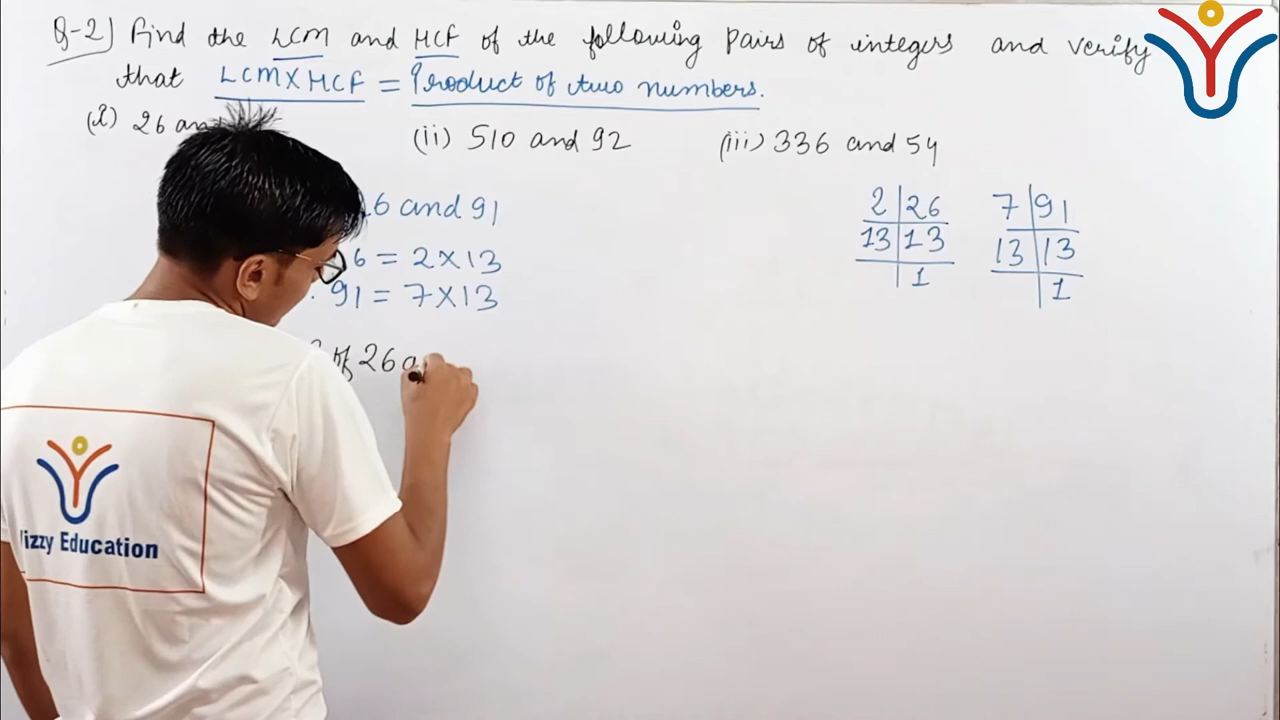 Q-2) Find the LCM and HCF of the following Pairs of integers and verify
that LCM X HCF = Product of two numbers.
(i) 26 an
(ii) 510 and 92
(iii) 336 and 54
6 and 91
6 = 2 X 13
91 = 7 X 13
of 26 a
2 | 26
13 | 13
1
7 | 91
13 | 13
1
izzy Education